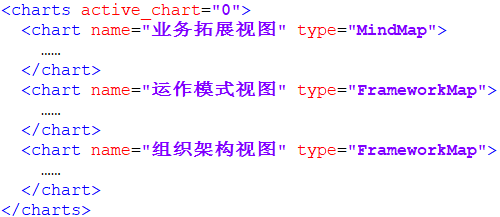 <charts active_chart="0">
<chart name="业务拓展视图" type="MindMap">
……
</chart>
<chart name="运作模式视图" type="FrameworkMap">
……
</chart>
<chart name="组织架构视图" type="FrameworkMap">
……
</chart>
</charts>